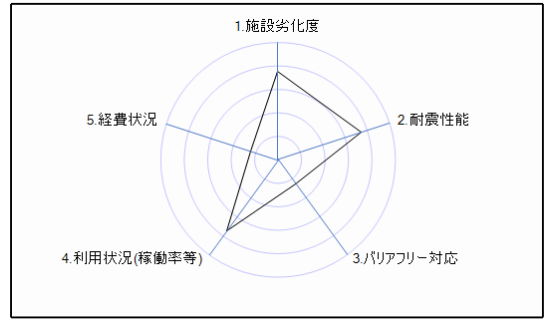 1.施設劣化度
2.耐震性能
5.経費状況
4.利用状況(稼働率等)
3.バリアフリー対応